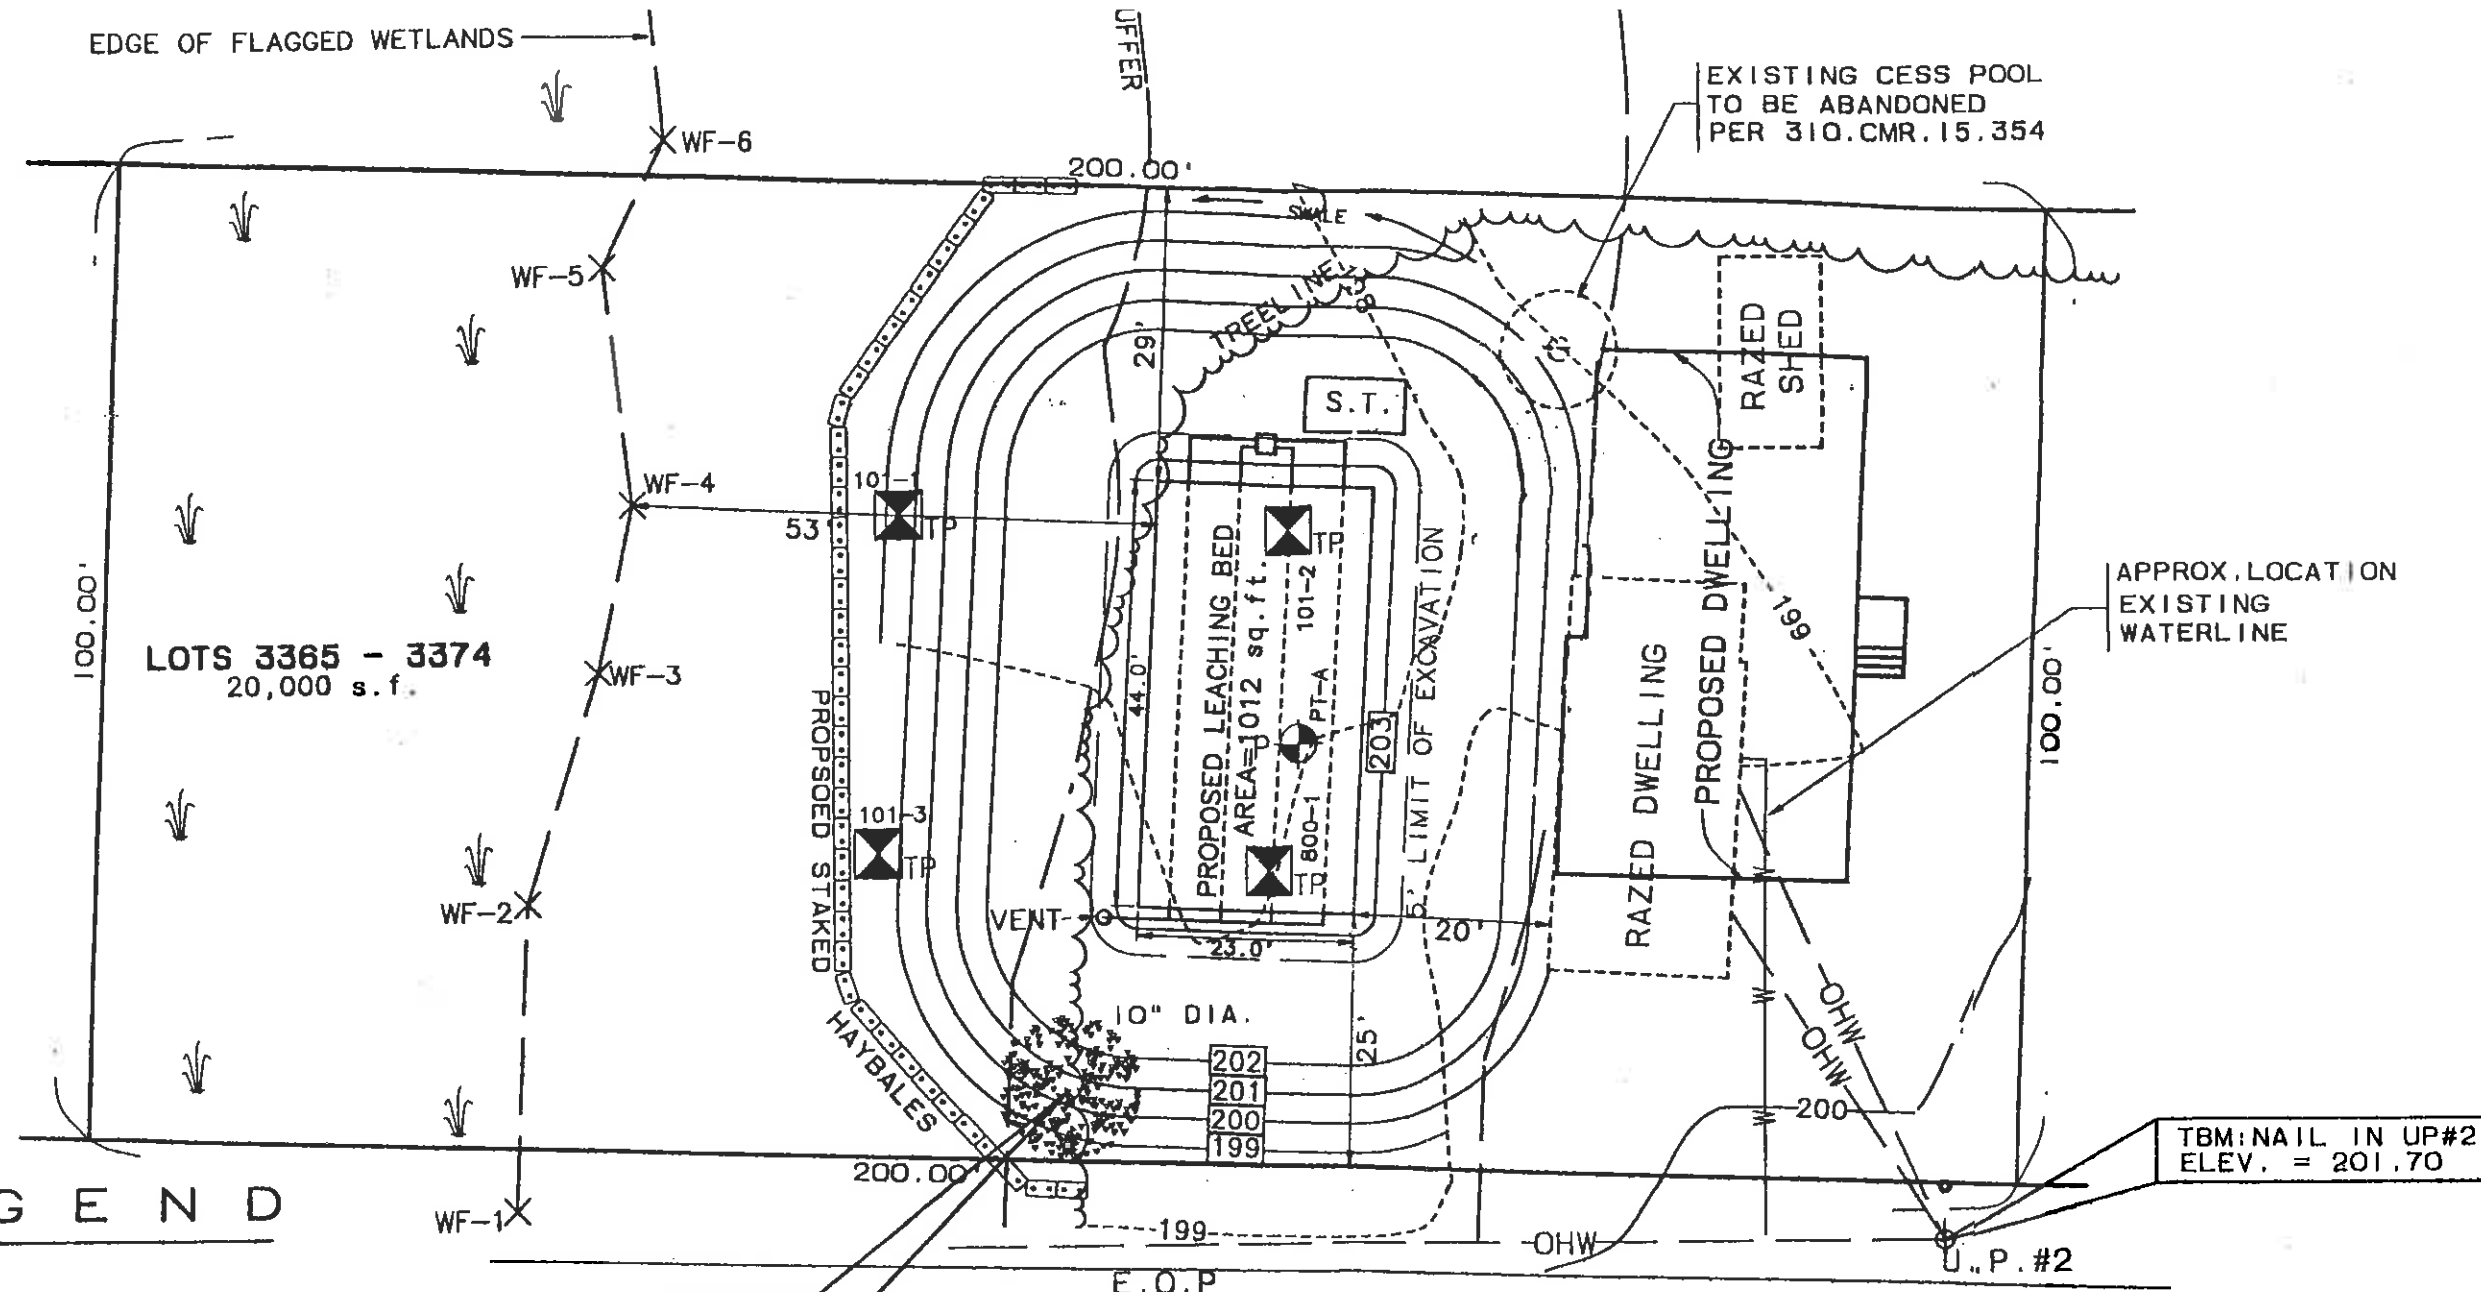 EDGE OF FLAGGED WETLANDS
UFFER
EXISTING CESS POOL
TO BE ABANDONED
PER 310.CMR.15.354
WF-6
200.00'
SWALE
WF-5
TREELINE
29'
RAZED
SHED
S.T.
WF-4
101-1
TP
53'
TP
101-2
PROPOSED LEACHING BED
AREA=1012 sq.ft.
LIMIT OF EXCAVATION
PROPOSED DWELLING
RAZED DWELLING
199
APPROX.LOCATION
EXISTING
WATERLINE
100.00'
LOTS 3365 - 3374
20,000 s.f.
WF-3
44.0'
PT-A
P
203
100.00'
PROPSOED STAKED
HAYBALES
101-3
TP
800-1
TP
WF-2
VENT
23.0'
5'
20'
10" DIA.
25'
202
201
200
199
OHW
OHW
200
TBM:NAIL IN UP#2
ELEV. = 201.70
200.00'
GEND
WF-1
199
OHW
U.P.#2
E.O.P